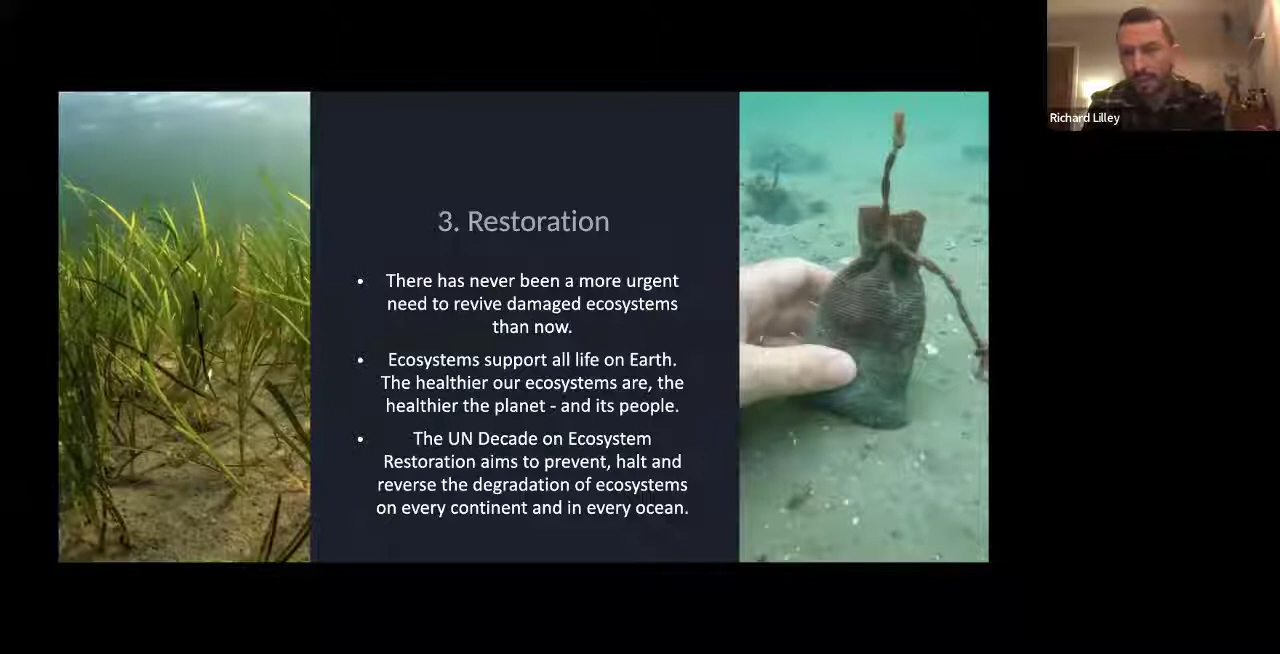 Richard Lilley
3. Restoration
• There has never been a more urgent
need to revive damaged ecosystems
than now.
• Ecosystems support all life on Earth.
The healthier our ecosystems are, the
healthier the planet - and its people.
• The UN Decade on Ecosystem
Restoration aims to prevent, halt and
reverse the degradation of ecosystems
on every continent and in every ocean.